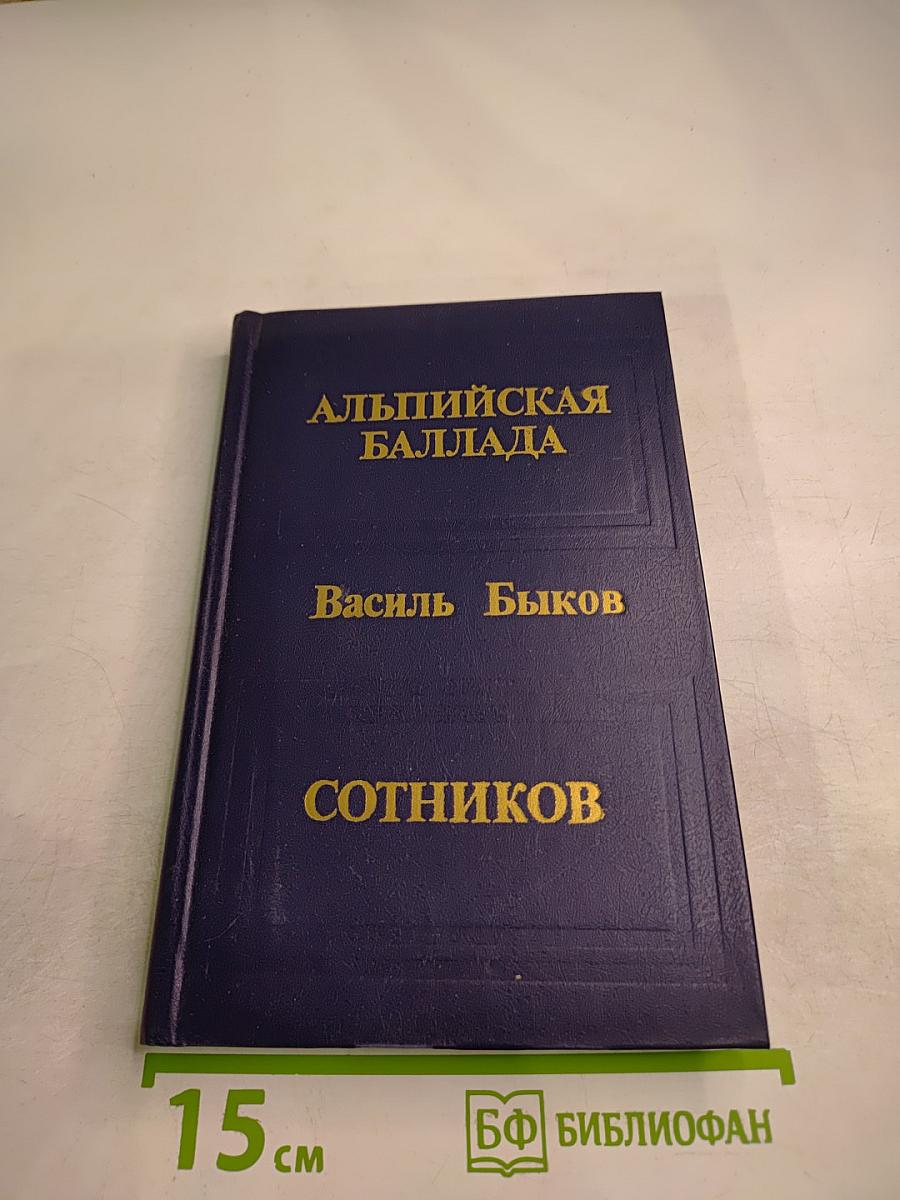 АЛЬПИЙСКАЯ
БАЛЛАДА
Василь Быков
СОТНИКОВ
15 см
БФ БИБЛИОФАН